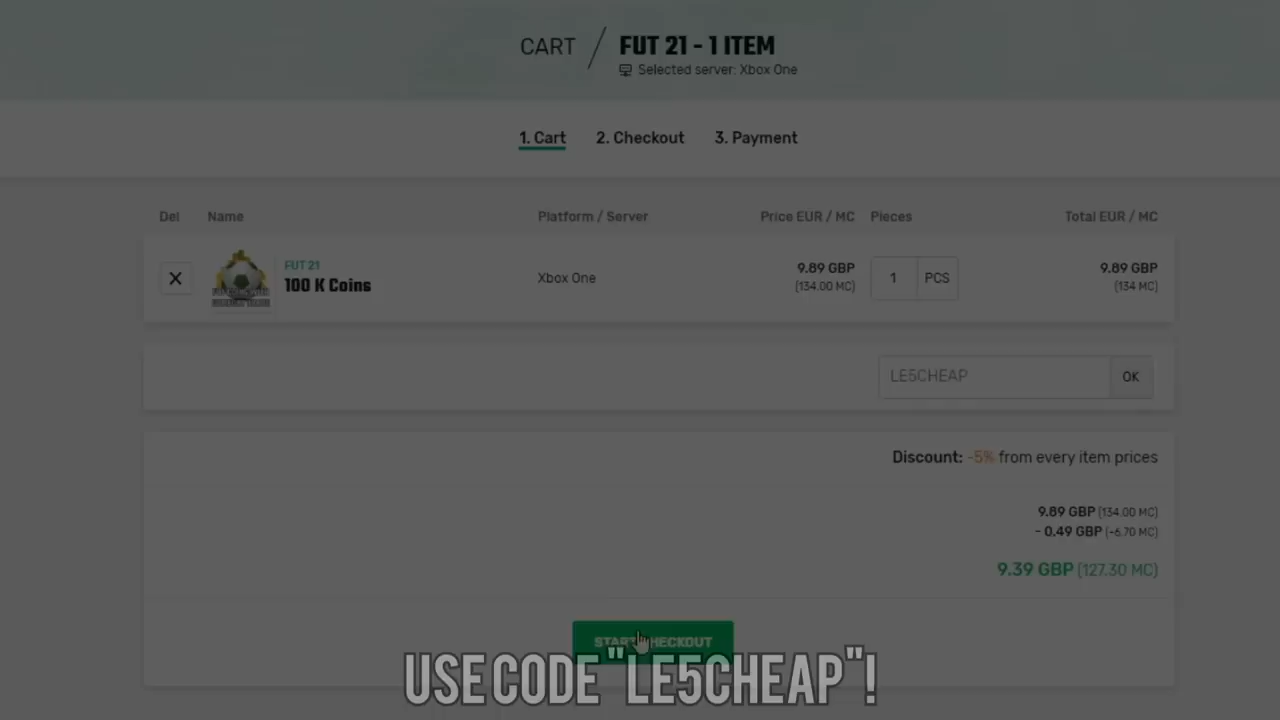 CART / FUT 21 - 1 ITEM
Selected server: Xbox One
1. Cart 2. Checkout 3. Payment
Del Name Platform / Server Price EUR / MC Pieces Total EUR / MC
FUT 21
100 K Coins
Xbox One
9.89 GBP
(134.00 MC)
1 PCS
9.89 GBP
(134 MC)
LE5CHEAP OK
Discount: -5% from every item prices
9.89 GBP (134.00 MC)
- 0.49 GBP (-6.70 MC)
9.39 GBP (127.30 MC)
START CHECKOUT
USE CODE "LE5CHEAP"!